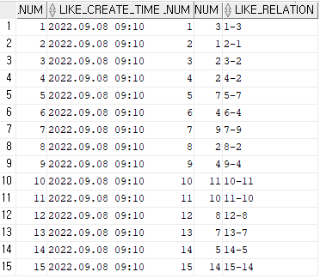 .NUM LIKE_CREATE_TIME .NUM NUM LIKE_RELATION
1 1 2022.09.08 09:10 1 3 1-3
2 2 2022.09.08 09:10 2 1 2-1
3 3 2022.09.08 09:10 3 2 3-2
4 4 2022.09.08 09:10 4 2 4-2
5 5 2022.09.08 09:10 5 7 5-7
6 6 2022.09.08 09:10 6 4 6-4
7 7 2022.09.08 09:10 7 9 7-9
8 8 2022.09.08 09:10 8 2 8-2
9 9 2022.09.08 09:10 9 4 9-4
10 10 2022.09.08 09:10 10 11 10-11
11 11 2022.09.08 09:10 11 10 11-10
12 12 2022.09.08 09:10 12 8 12-8
13 13 2022.09.08 09:10 13 7 13-7
14 14 2022.09.08 09:10 14 5 14-5
15 15 2022.09.08 09:10 15 14 15-14